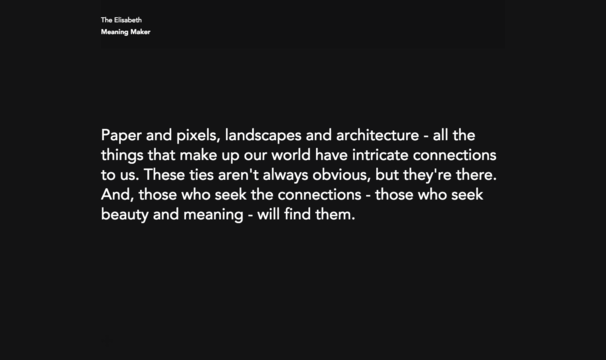 The Elisabeth
Meaning Maker
Paper and pixels, landscapes and architecture - all the
things that make up our world have intricate connections
to us. These ties aren't always obvious, but they're there.
And, those who seek the connections - those who seek
beauty and meaning - will find them.